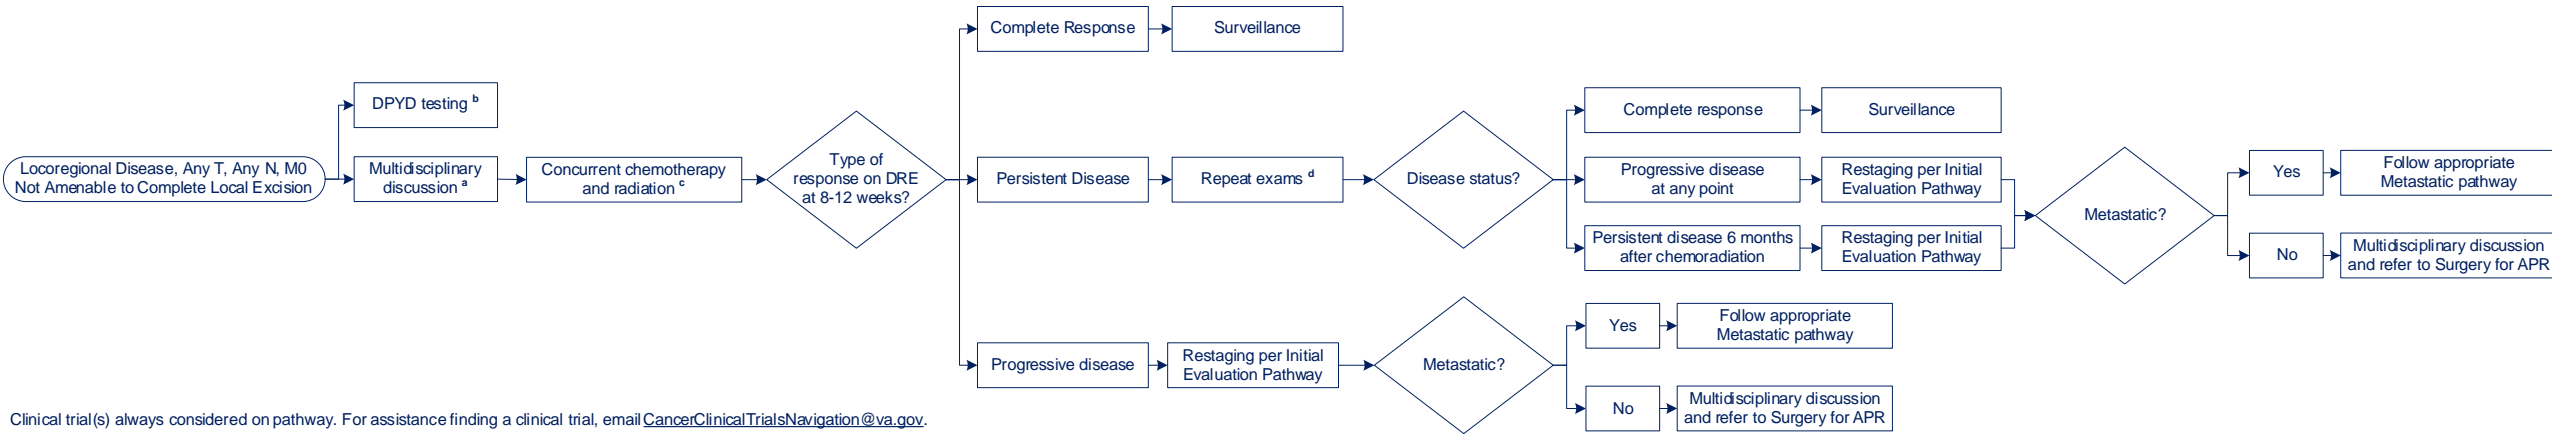 Locoregional Disease, Any T, Any N, M0
Not Amenable to Complete Local Excision
DPYD testing b
Multidisciplinary
discussion a
Concurrent chemotherapy
and radiation c
Type of
response on DRE
at 8-12 weeks?
Complete Response
Surveillance
Persistent Disease
Repeat exams d
Disease status?
Complete response
Surveillance
Progressive disease
at any point
Restaging per Initial
Evaluation Pathway
Persistent disease 6 months
after chemoradiation
Restaging per Initial
Evaluation Pathway
Metastatic?
Yes
Follow appropriate
Metastatic pathway
No
Multidisciplinary discussion
and refer to Surgery for APR
Progressive disease
Restaging per Initial
Evaluation Pathway
Metastatic?
Yes
Follow appropriate
Metastatic pathway
No
Multidisciplinary discussion
and refer to Surgery for APR
Clinical trial(s) always considered on pathway. For assistance finding a clinical trial, email CancerClinicalTrialsNavigation@va.gov.